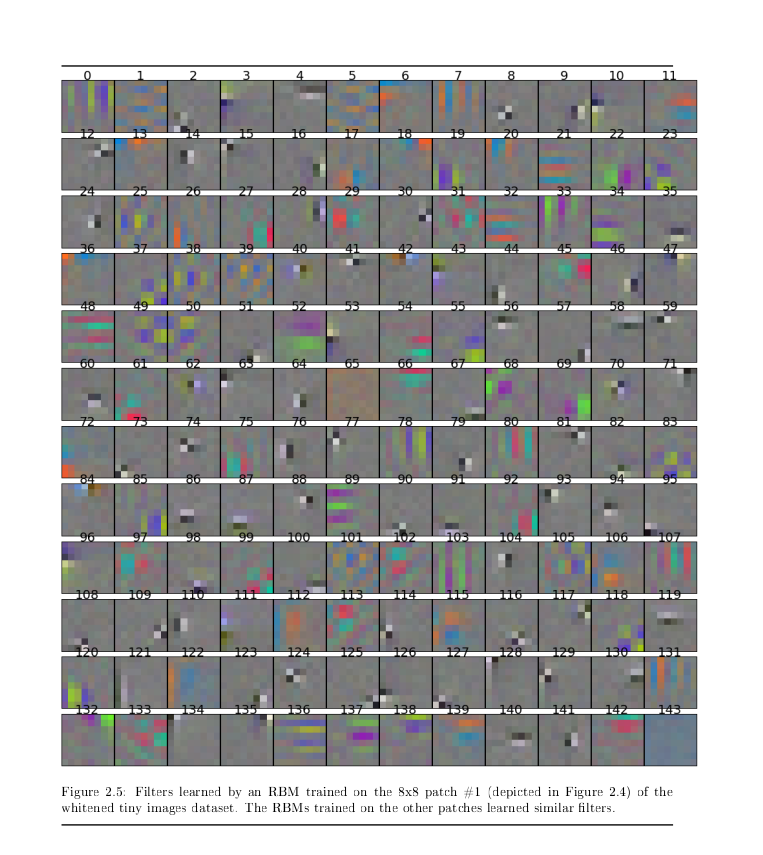 0 1 2 3 4 5 6 7 8 9 10 11
12 13 14 15 16 17 18 19 20 21 22 23
24 25 26 27 28 29 30 31 32 33 34 35
36 37 38 39 40 41 42 43 44 45 46 47
48 49 50 51 52 53 54 55 56 57 58 59
60 61 62 63 64 65 66 67 68 69 70 71
72 73 74 75 76 77 78 79 80 81 82 83
84 85 86 87 88 89 90 91 92 93 94 95
96 97 98 99 100 101 102 103 104 105 106 107
108 109 110 111 112 113 114 115 116 117 118 119
120 121 122 123 124 125 126 127 128 129 130 131
132 133 134 135 136 137 138 139 140 141 142 143
Figure 2.5: Filters learned by an RBM trained on the 8x8 patch #1 (depicted in Figure 2.4) of the
whitened tiny images dataset. The RBMs trained on the other patches learned similar filters.